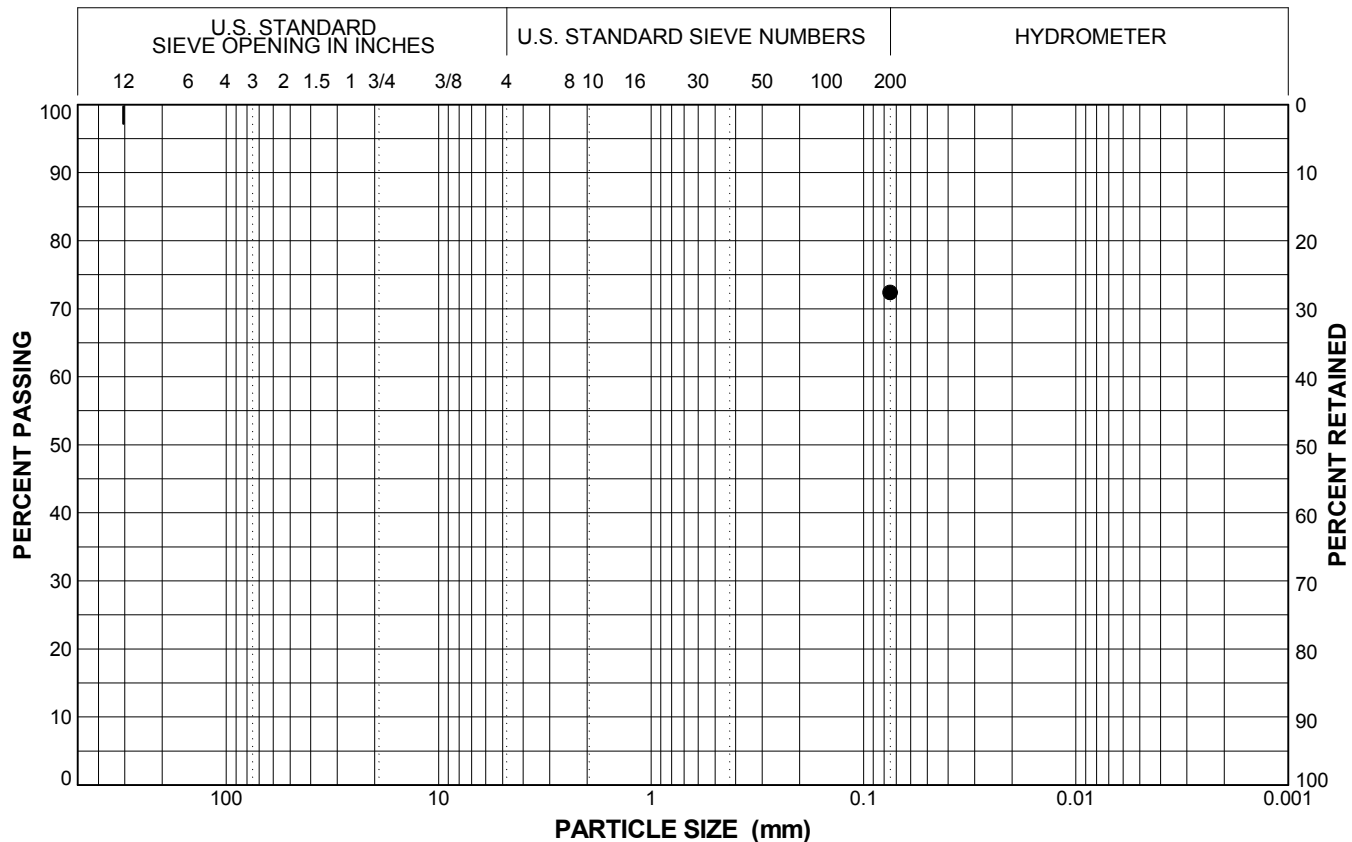 U.S. STANDARD
SIEVE OPENING IN INCHES
U.S. STANDARD SIEVE NUMBERS
HYDROMETER
12 6 4 3 2 1.5 1 3/4 3/8 4 8 10 16 30 50 100 200
100 0
90 10
80 20
70 30
60 40
50 50
40 60
30 70
20 80
10 90
0 100
PERCENT PASSING
PERCENT RETAINED
100 10 1 0.1 0.01 0.001
PARTICLE SIZE (mm)